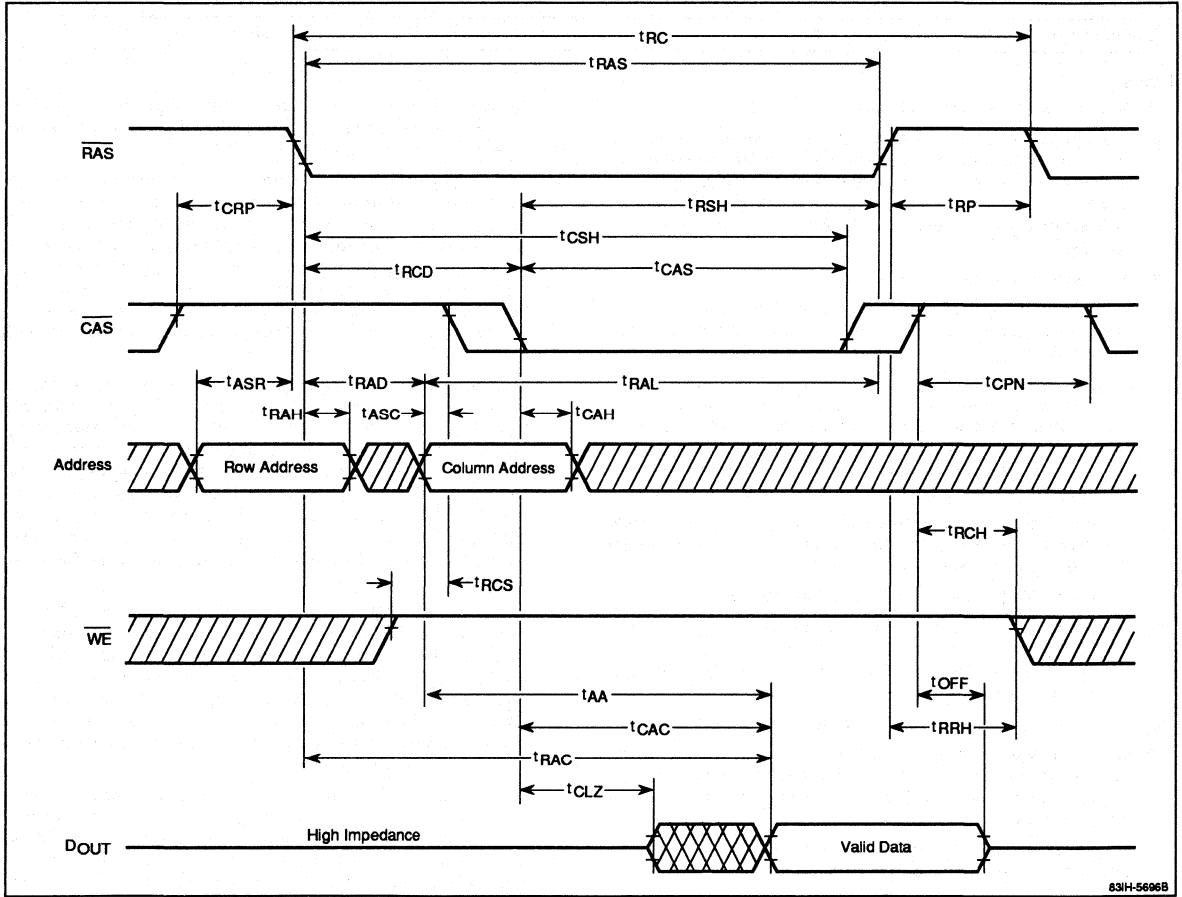 tRC
tRAS
RAS
tCRP
tRSH
tRP
tCSH
tRCD
tCAS
CAS
tASR
tRAD
tRAL
tCPN
tRAH
tASC
tCAH
Address
Row Address
Column Address
tRCH
tRCS
WE
tAA
tOFF
tCAC
tRRH
tRAC
tCLZ
High Impedance
DOUT
Valid Data
83IH-5696B